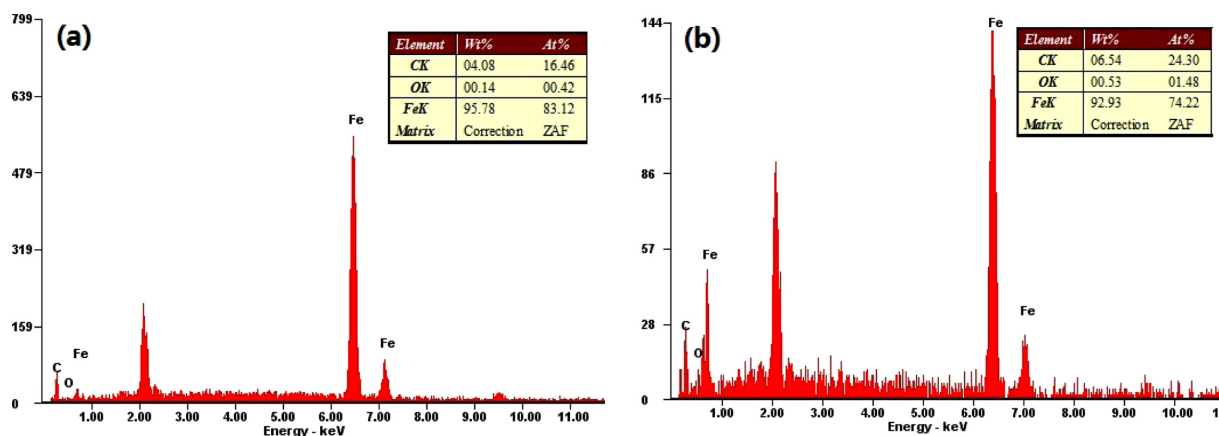 799
(a)
Element Wt% At%
CK 04.08 16.46
OK 00.14 00.42
FeK 95.78 83.12
Matrix Correction ZAF
639
Fe
479
319
159
Fe
Fe
C
O
0
1.00 2.00 3.00 4.00 5.00 6.00 7.00 8.00 9.00 10.00 11.00
Energy - keV
144
(b)
Fe
Element Wt% At%
CK 06.54 24.30
OK 00.53 01.48
FeK 92.93 74.22
Matrix Correction ZAF
115
86
57
Fe
28
C
Fe
O
0
1.00 2.00 3.00 4.00 5.00 6.00 7.00 8.00 9.00 10.00
Energy - keV